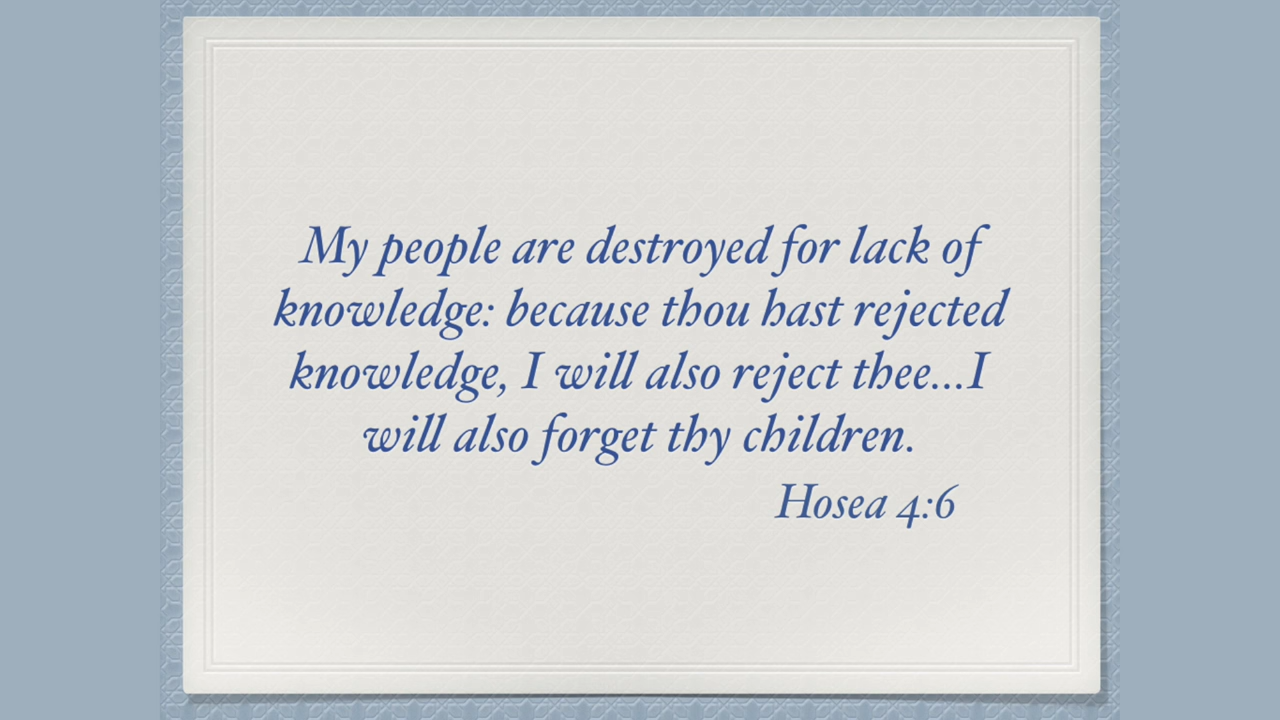 My people are destroyed for lack of
knowledge: because thou hast rejected
knowledge, I will also reject thee...I
will also forget thy children.
Hosea 4:6